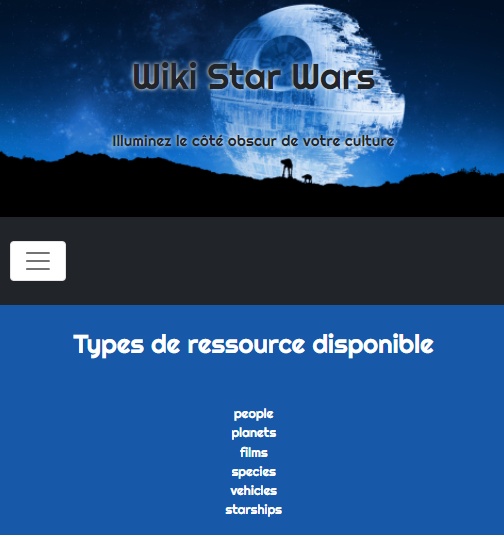 Wiki Star Wars
Illuminez le côté obscur de votre culture
Types de ressource disponible
people
planets
films
species
vehicles
starships